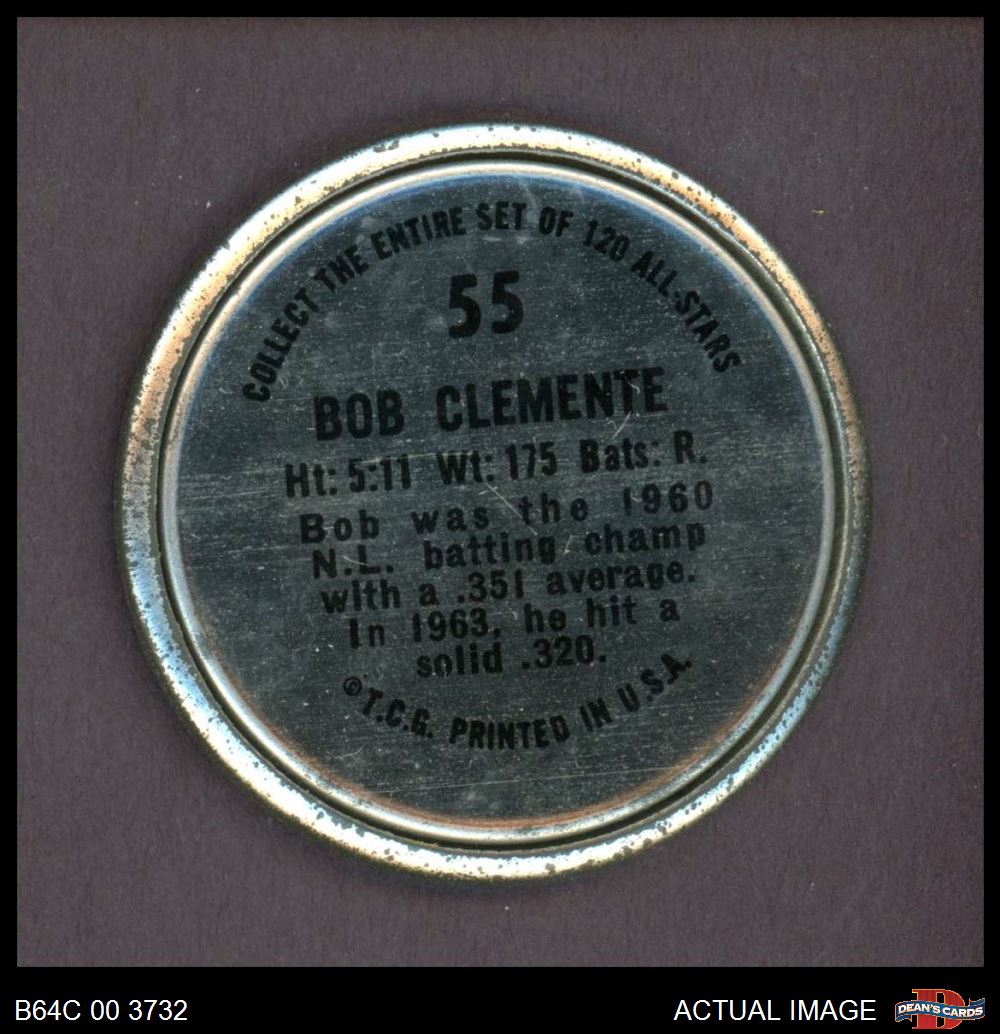 COLLECT THE ENTIRE SET OF 120 ALL-STARS
55
BOB CLEMENTE
Ht: 5:11 Wt: 175 Bats: R.
Bob was the 1960
N.L. batting champ
with a .351 average.
In 1963, he hit a
solid .320.
©T.C.G. PRINTED IN U.S.A.
B64C 00 3732
ACTUAL IMAGE
D
DEAN'S CARDS